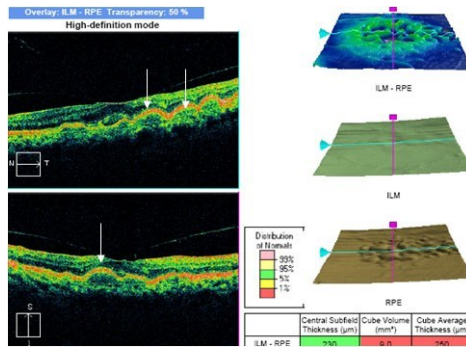 Overlay: ILM - RPE Transparency: 50 %
High-definition mode
N T
S
I
ILM - RPE
ILM
RPE
Distribution
of Normals
99%
95%
5%
1%
Central Subfield Thickness (µm) Cube Volume (mm³) Cube Average Thickness (µm)
ILM - RPE 230 9.0 250